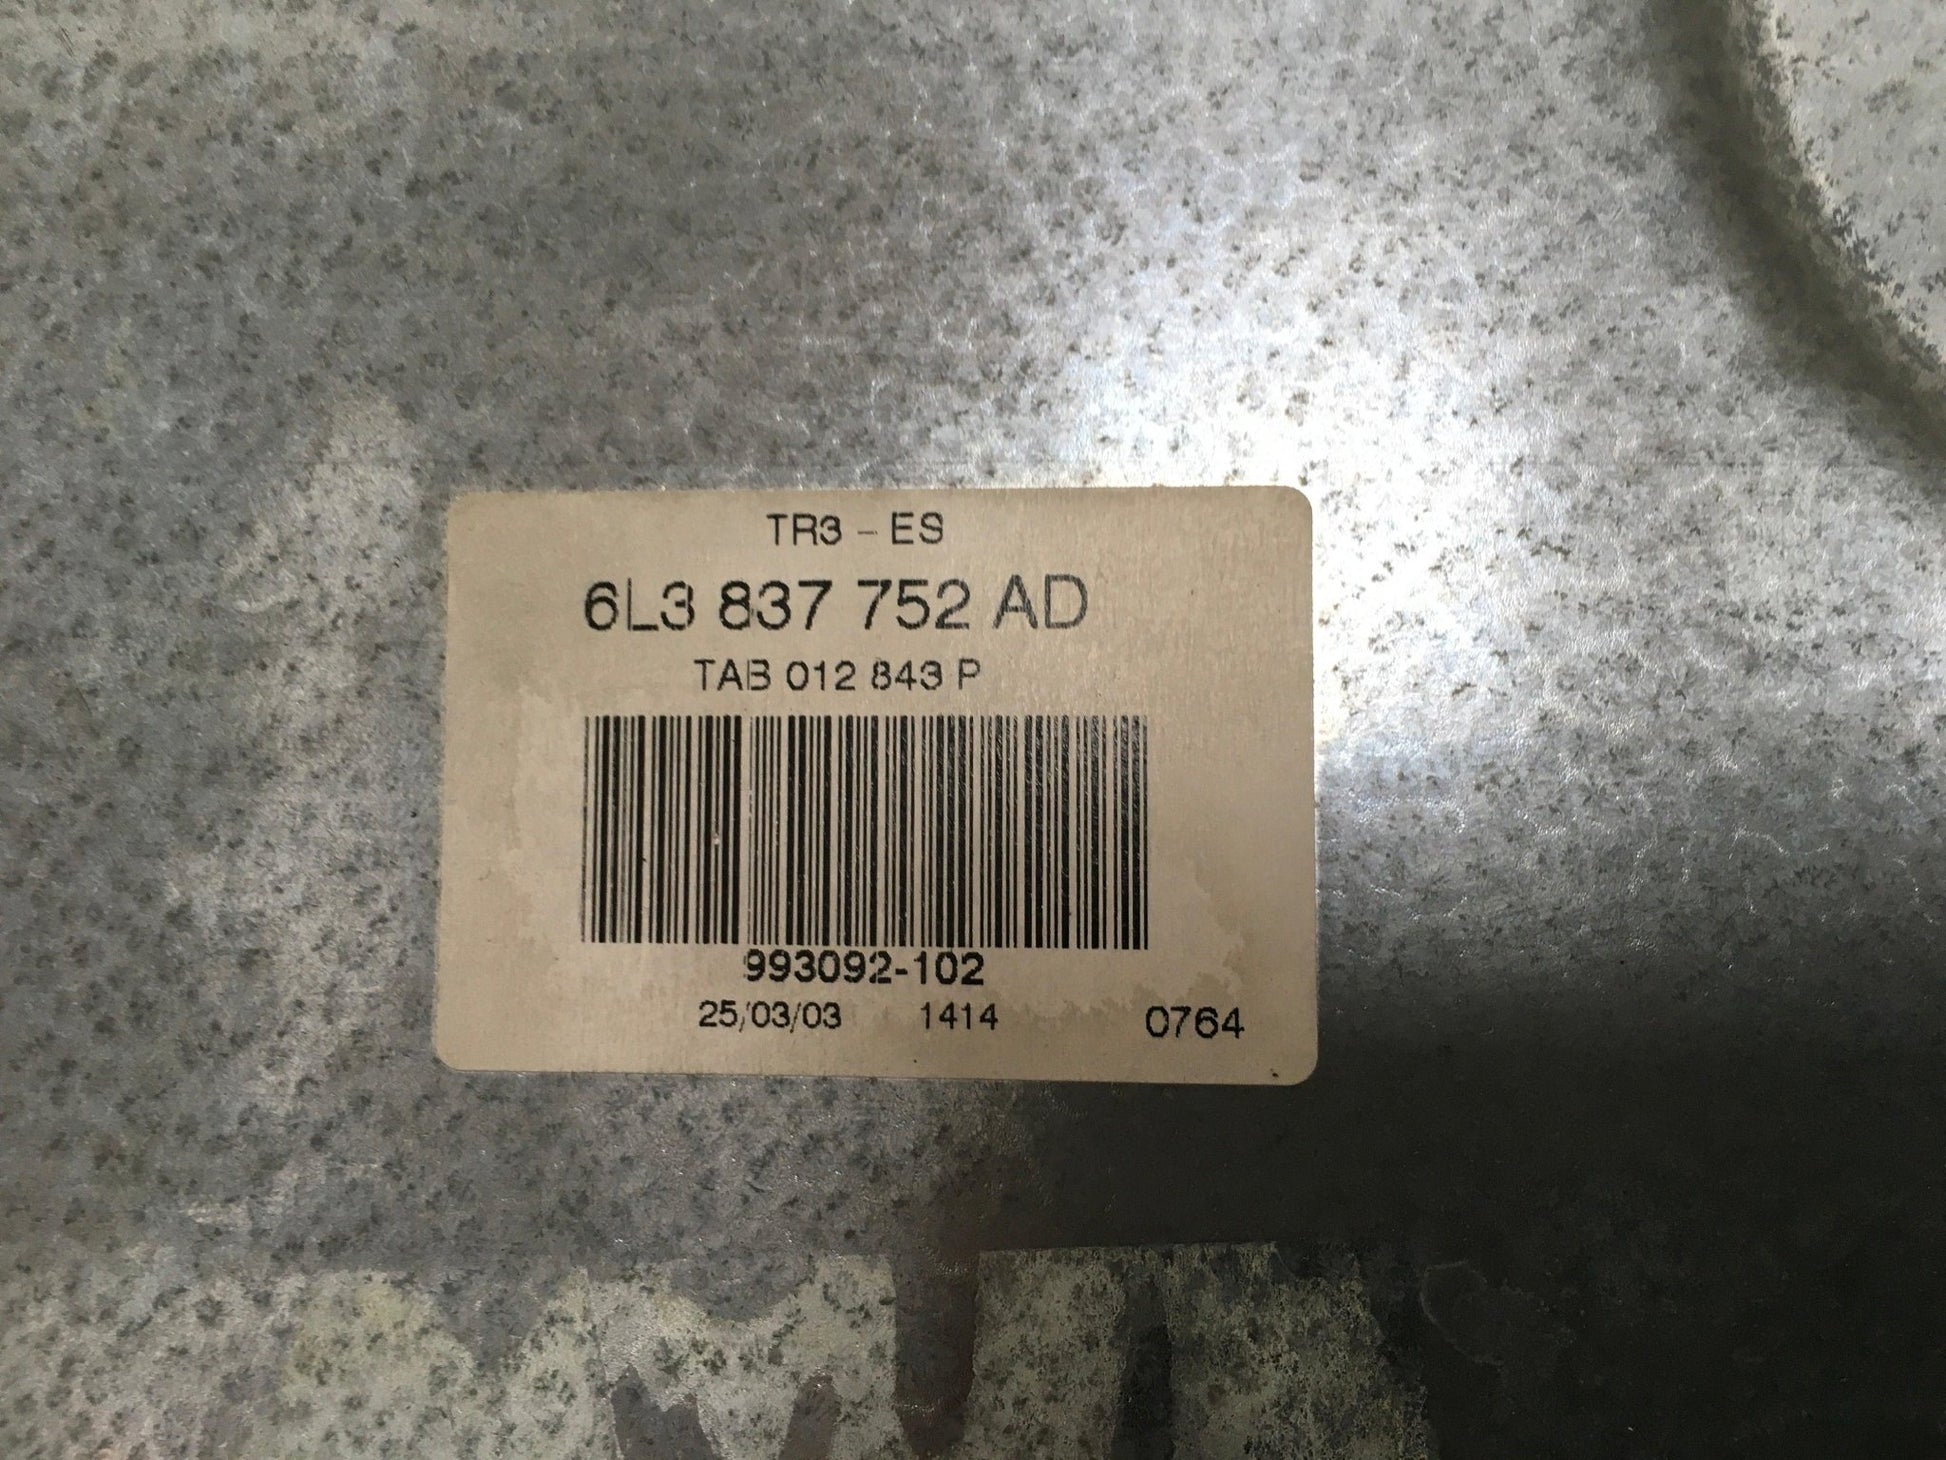 TR3 - ES
6L3 837 752 AD
TAB 012 843 P
993092-102
25/03/03 1414 0764